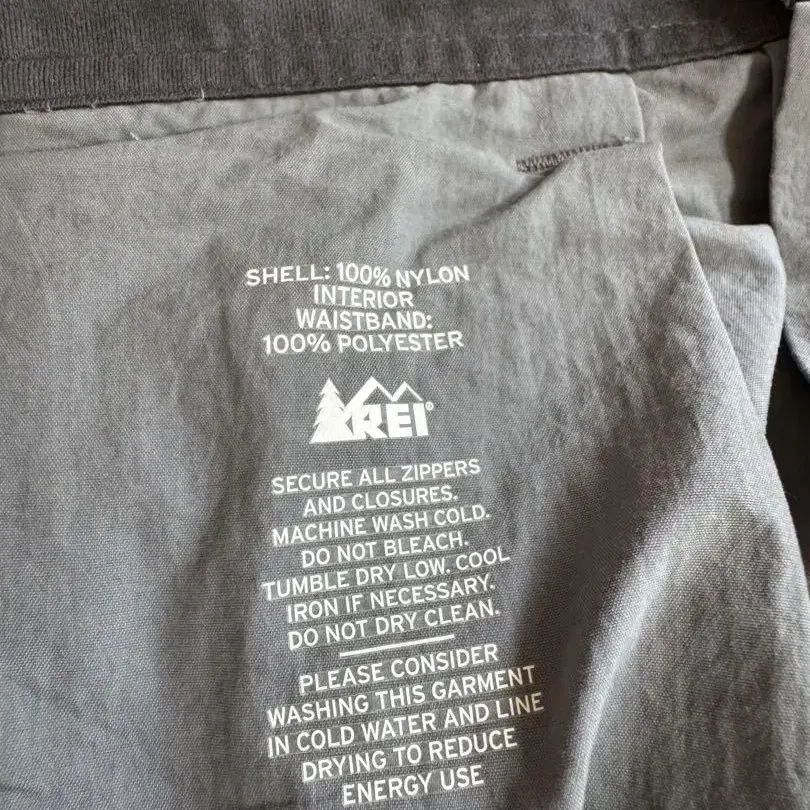 SHELL: 100% NYLON
INTERIOR
WAISTBAND:
100% POLYESTER
REI®
SECURE ALL ZIPPERS
AND CLOSURES.
MACHINE WASH COLD.
DO NOT BLEACH.
TUMBLE DRY LOW. COOL
IRON IF NECESSARY.
DO NOT DRY CLEAN.
PLEASE CONSIDER
WASHING THIS GARMENT
IN COLD WATER AND LINE
DRYING TO REDUCE
ENERGY USE